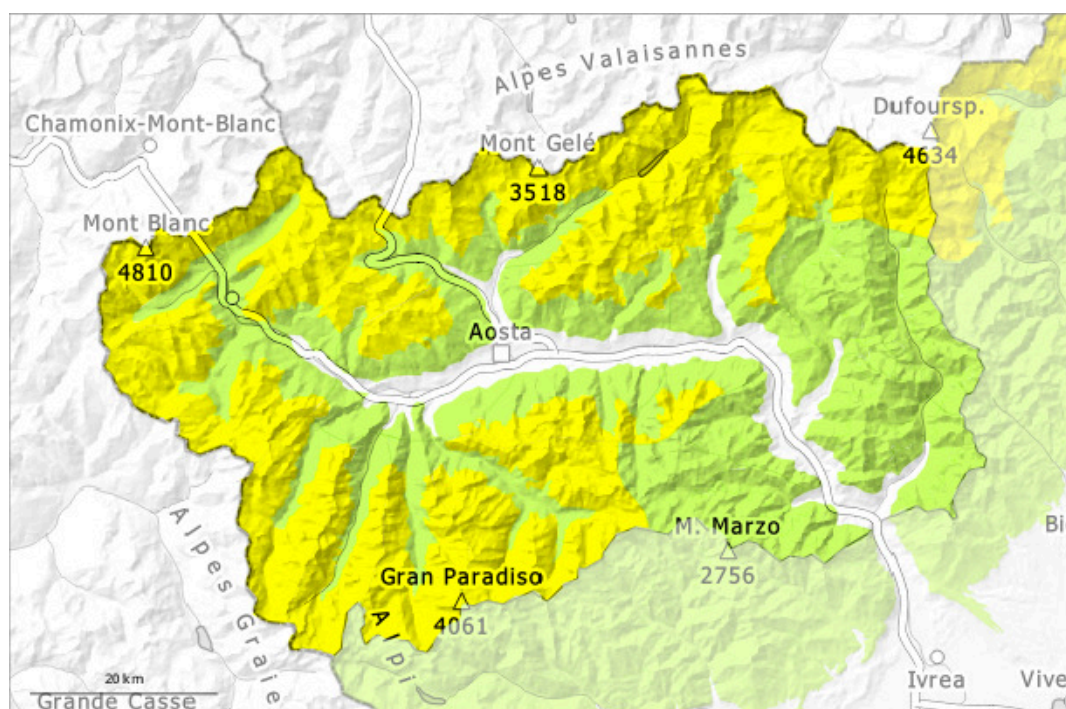 Alpes Valaisannes
Dufoursp.
4634
Chamonix-Mont-Blanc
Mont Gelé
3518
Mont Blanc
4810
Aosta
M. Marzo
2756
Gran Paradiso
4061
Alpes Graie
Alpi
20 km
Grande Casse
Ivrea
Bi
Vive